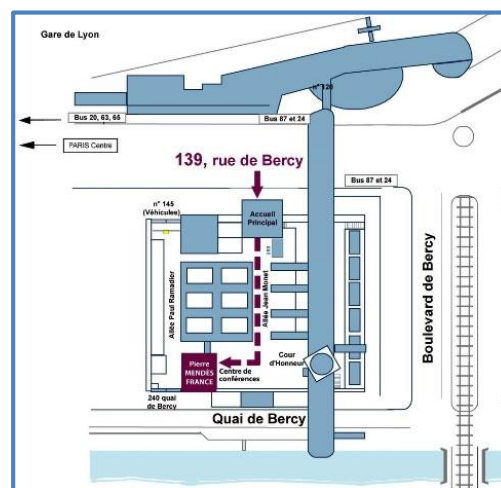 Gare de Lyon
n° 120
Bus 20, 63, 65
Bus 87 et 24
PARIS Centre
139, rue de Bercy
Bus 87 et 24
n° 145
(Véhicules)
Accueil
Principal
Allée Paul Ramadier
Allée Jean Monet
Boulevard de Bercy
Cour
d'Honneur
Pierre
MENDÈS
FRANCE
Centre de
conférences
240 quai
de Bercy
Quai de Bercy